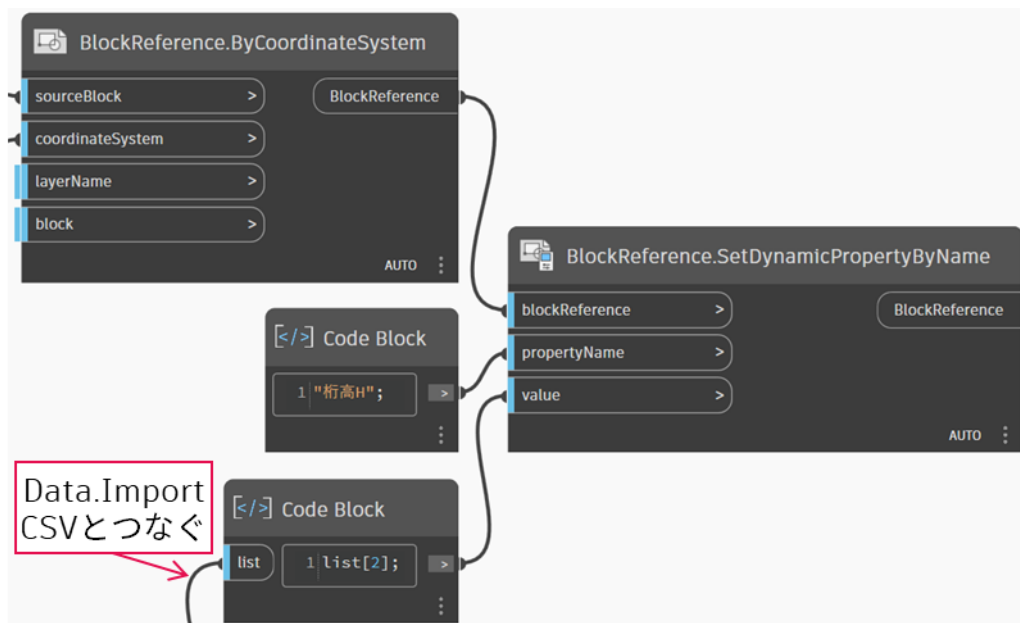 BlockReference.ByCoordinateSystem
sourceBlock >
BlockReference
coordinateSystem >
layerName >
block >
AUTO
BlockReference.SetDynamicPropertyByName
blockReference >
BlockReference
propertyName >
value >
AUTO
[</>] Code Block
1 "桁高H"; >
Data.Import
CSVとつなぐ
[</>] Code Block
list
1 list[2]; >